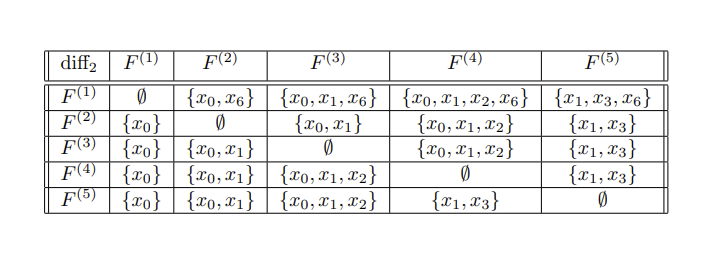 diff₂ F⁽¹⁾ F⁽²⁾ F⁽³⁾ F⁽⁴⁾ F⁽⁵⁾
F⁽¹⁾ ∅ {x₀, x₆} {x₀, x₁, x₆} {x₀, x₁, x₂, x₆} {x₁, x₃, x₆}
F⁽²⁾ {x₀} ∅ {x₀, x₁} {x₀, x₁, x₂} {x₁, x₃}
F⁽³⁾ {x₀} {x₀, x₁} ∅ {x₀, x₁, x₂} {x₁, x₃}
F⁽⁴⁾ {x₀} {x₀, x₁} {x₀, x₁, x₂} ∅ {x₁, x₃}
F⁽⁵⁾ {x₀} {x₀, x₁} {x₀, x₁, x₂} {x₁, x₃} ∅